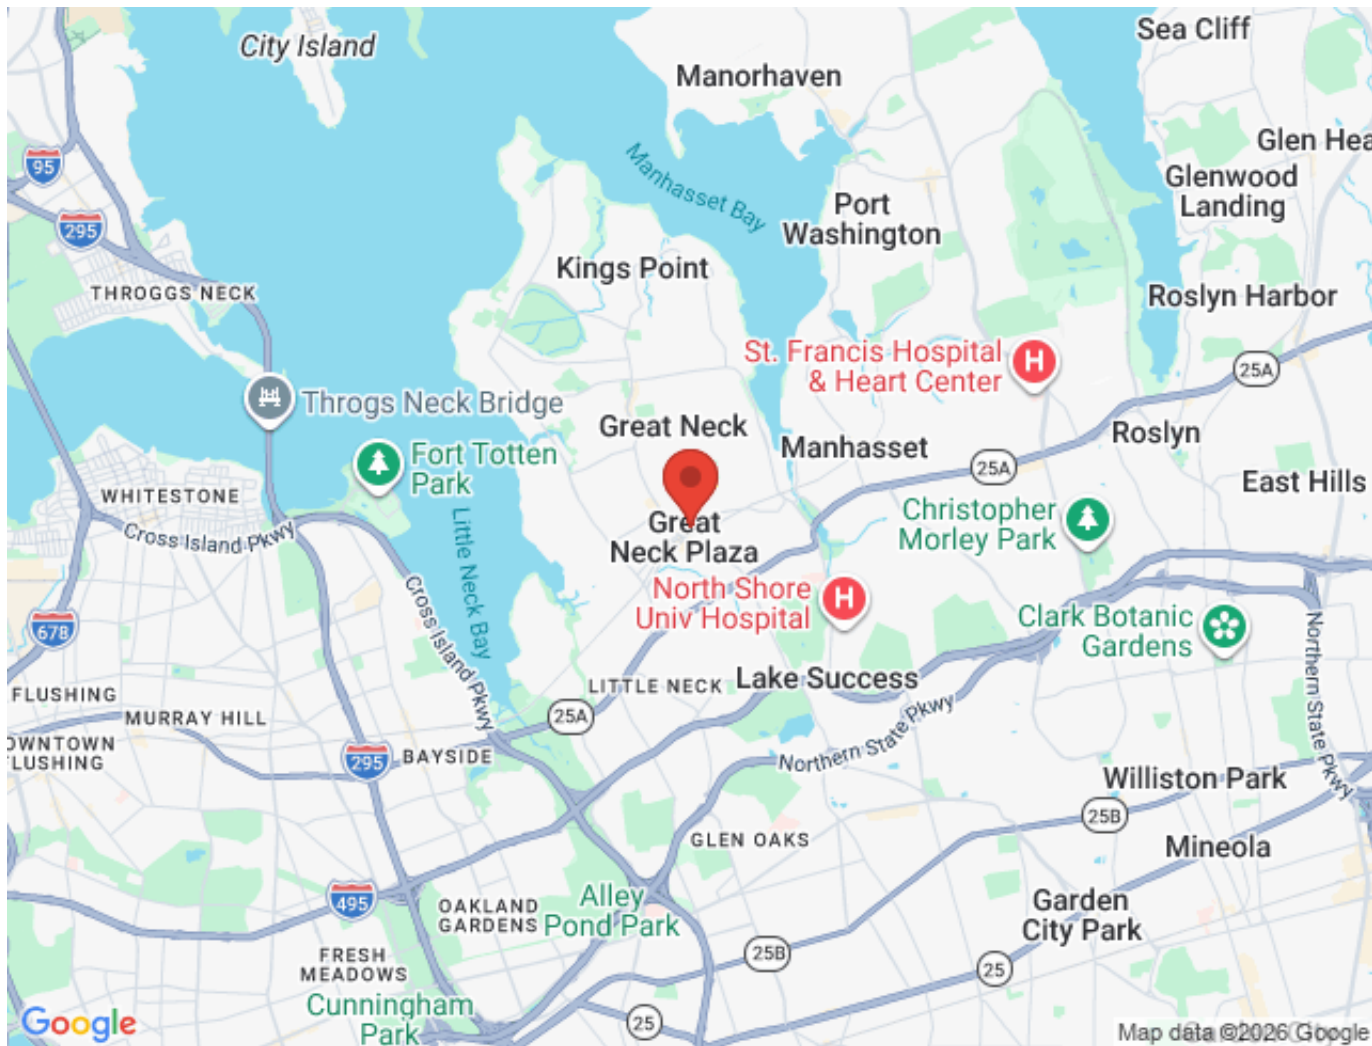 City Island
Sea Cliff
Manorhaven
Glen Hea
95
Manhasset Bay
Glenwood
Landing
Port
Washington
295
Kings Point
THROGGS NECK
Roslyn Harbor
St. Francis Hospital
& Heart Center
H
25A
Throgs Neck Bridge
Great Neck
Manhasset
Roslyn
Fort Totten
Park
25A
East Hills
WHITESTONE
Christopher
Morley Park
Cross Island Pkwy
Great
Neck Plaza
Little Neck Bay
Cross Island Pkwy
North Shore
Univ Hospital
H
Clark Botanic
Gardens
678
Northern State Pkwy
LITTLE NECK
Lake Success
FLUSHING
MURRAY HILL
25A
Northern State Pkwy
OWNTOWN
FLUSHING
295
BAYSIDE
Williston Park
25B
GLEN OAKS
Mineola
495
OAKLAND
GARDENS
Alley
Pond Park
Garden
City Park
FRESH
MEADOWS
25B
25
Cunningham
Park
25
Google
Map data ©2026 Google